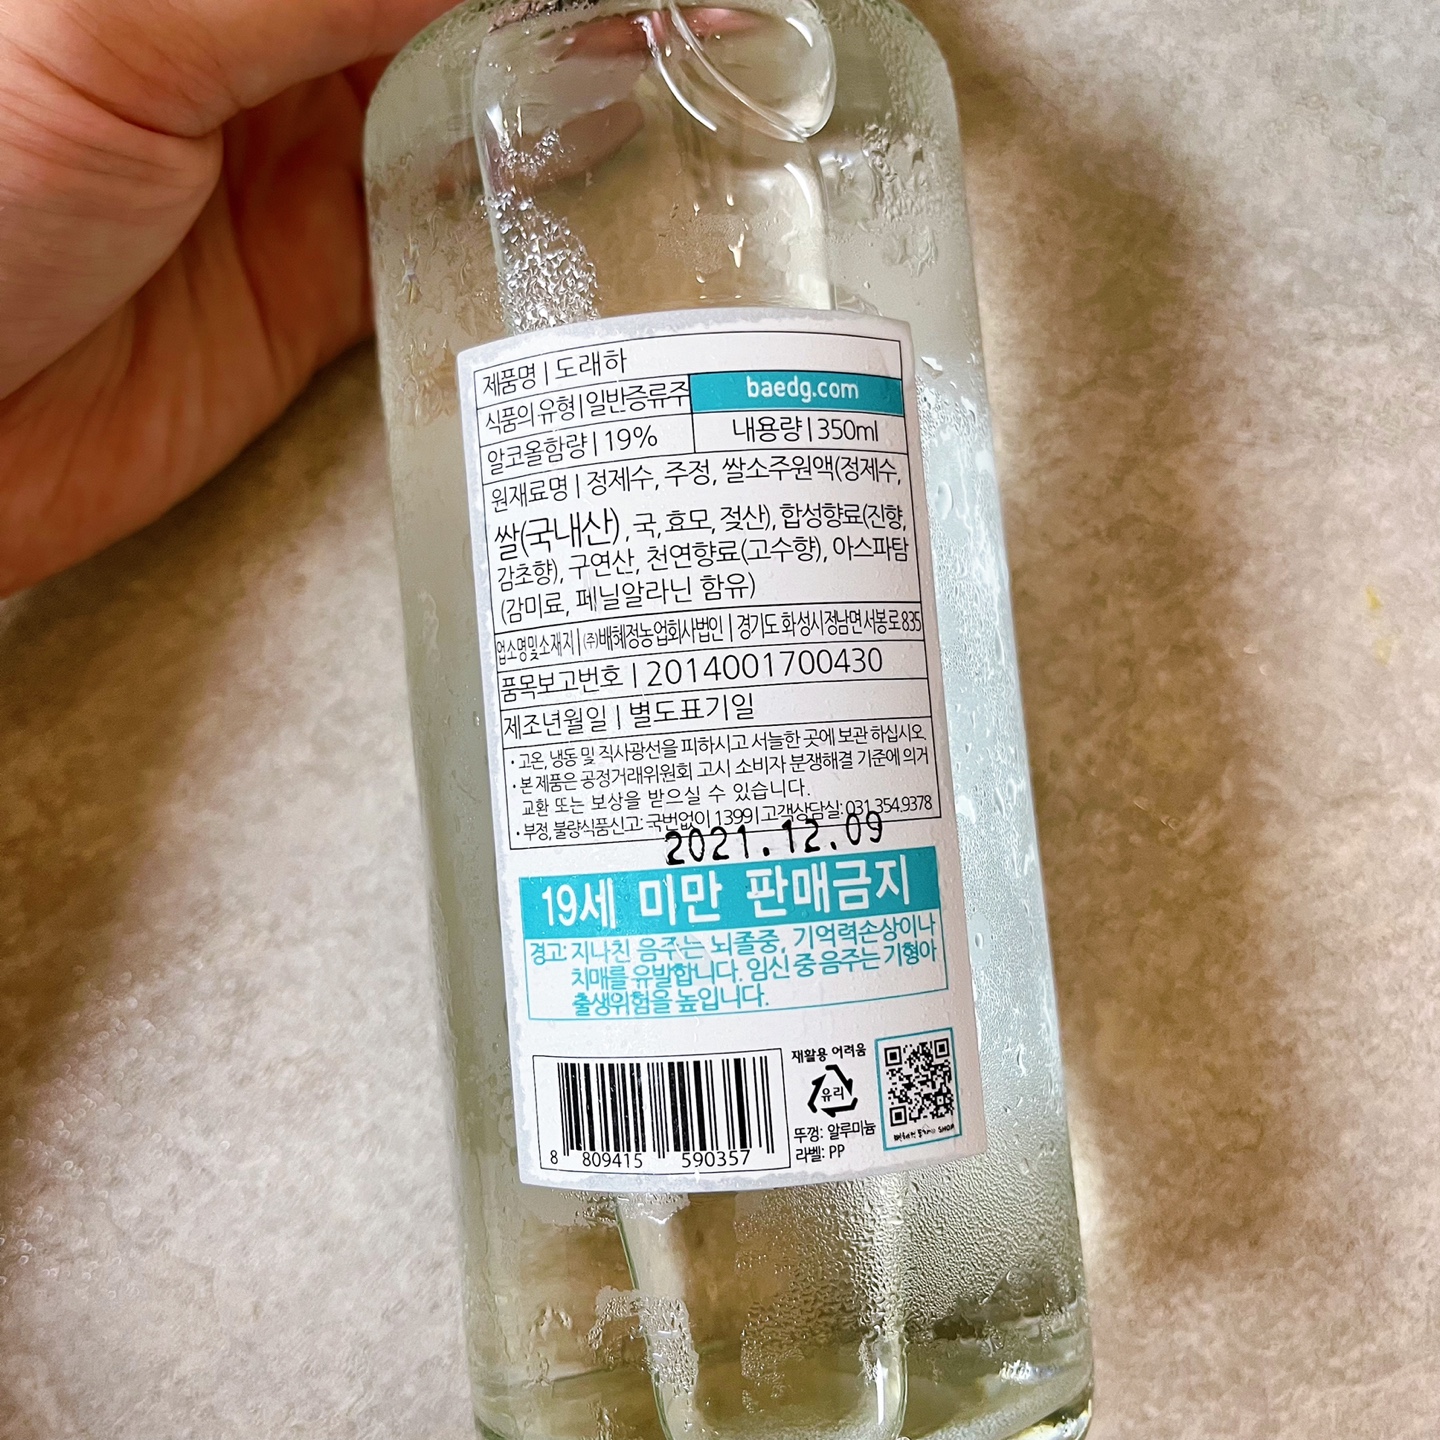 제품명 | 도래하
식품의 유형 | 일반증류주
baedg.com
알코올함량 | 19%
내용량 | 350ml
원재료명 | 정제수, 주정, 쌀소주원액(정제수,
쌀(국내산), 국, 효모, 젖산), 합성향료(진향,
감초향), 구연산, 천연향료(고수향), 아스파탐
(감미료, 페닐알라닌 함유)
업소명및소재지 | (주)배혜정농업회사법인 | 경기도 화성시 정남면 서봉로 835
품목보고번호 | 2014001700430
제조년월일 | 별도표기일
· 고온, 냉동 및 직사광선을 피하시고 서늘한 곳에 보관 하십시오.
· 본 제품은 공정거래위원회 고시 소비자 분쟁해결 기준에 의거
교환 또는 보상을 받으실 수 있습니다.
· 부정, 불량식품신고: 국번없이 1399 | 고객상담실: 031.354.9378
2021.12.09
19세 미만 판매금지
경고: 지나친 음주는 뇌졸중, 기억력손상이나
치매를 유발합니다. 임신 중 음주는 기형아
출생위험을 높입니다.
재활용 어려움
유리
뚜껑: 알루미늄
라벨: PP
8 809415 590357